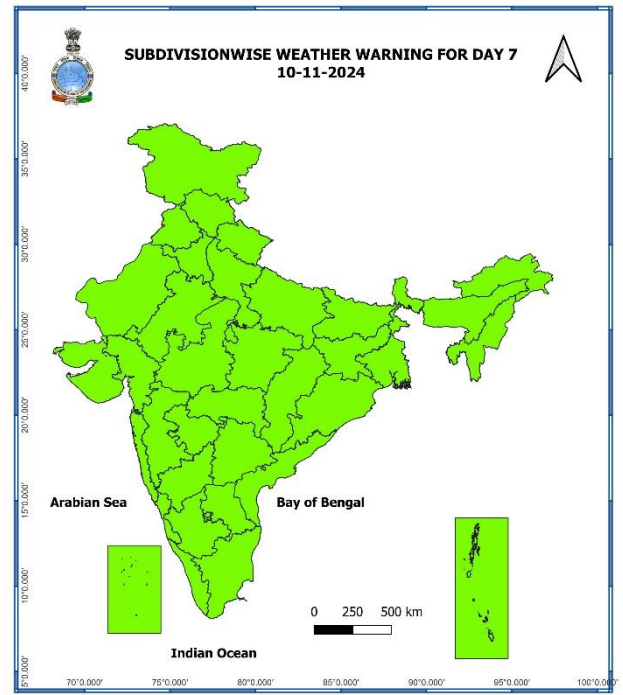 SUBDIVISIONWISE WEATHER WARNING FOR DAY 7
10-11-2024
40°0.000'
35°0.000'
30°0.000'
25°0.000'
20°0.000'
15°0.000'
10°0.000'
5°0.000'
Arabian Sea
Bay of Bengal
0 250 500 km
Indian Ocean
70°0.000' 75°0.000' 80°0.000' 85°0.000' 90°0.000' 95°0.000' 100°0.000'